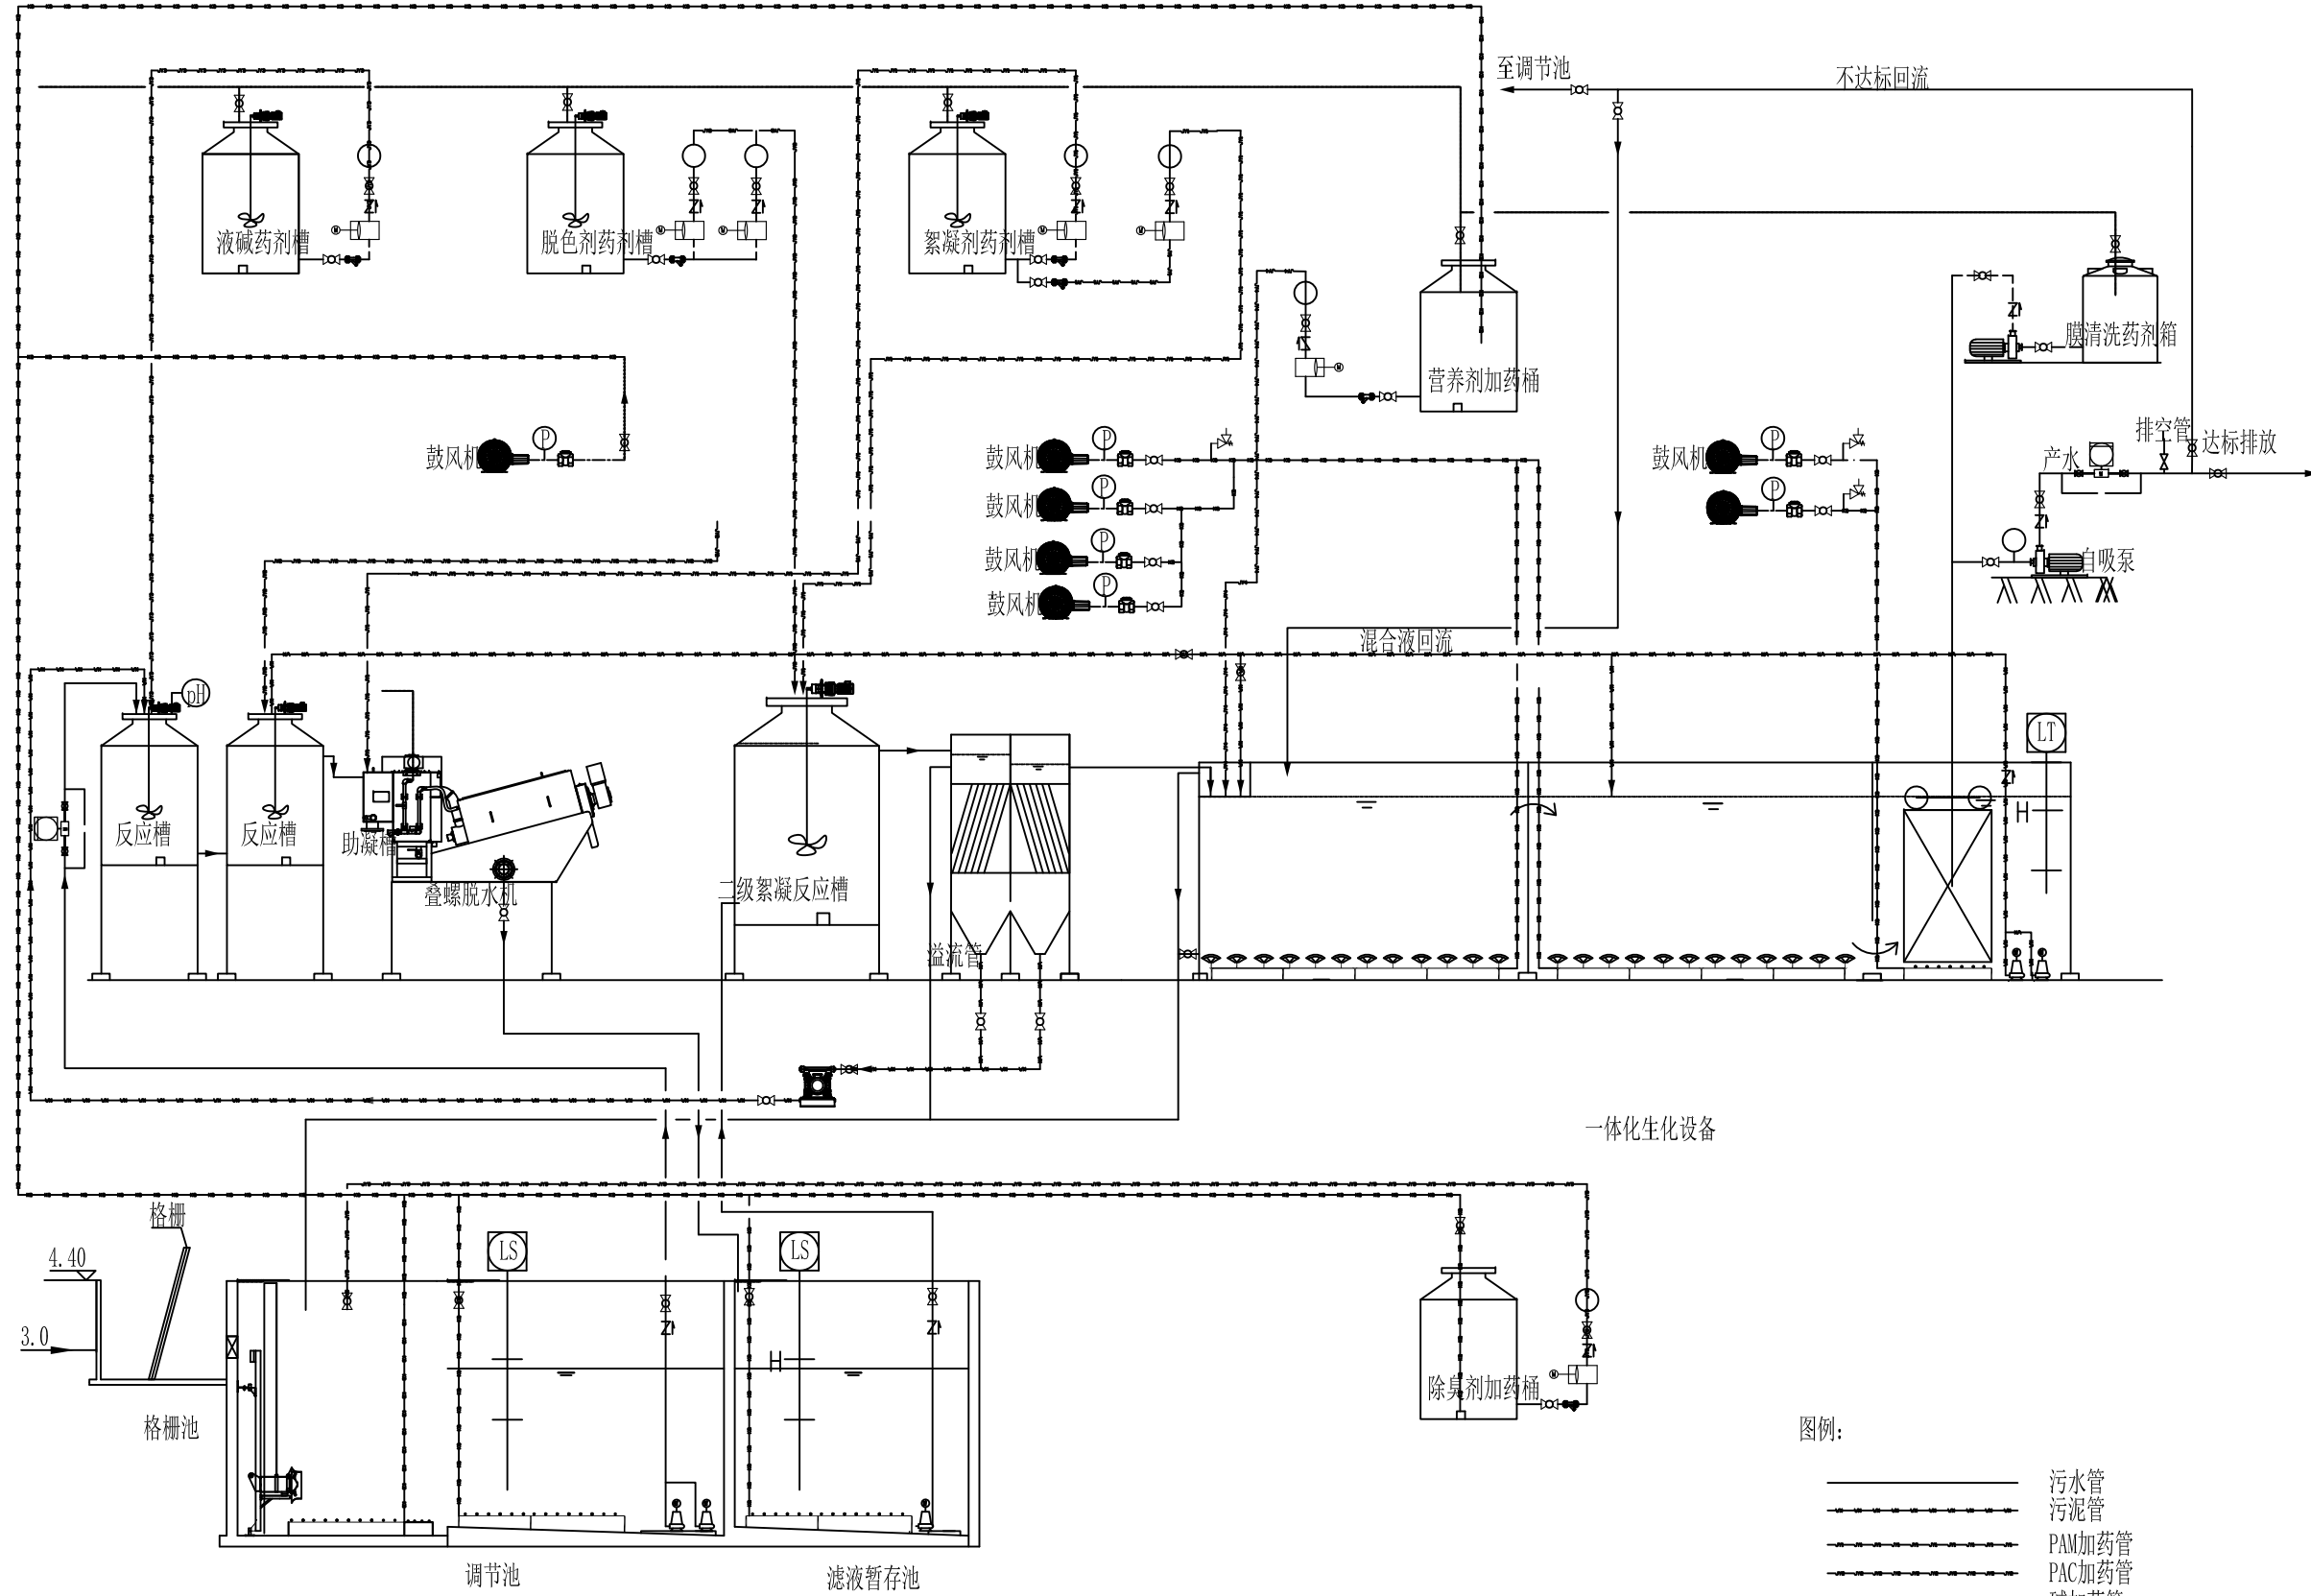 至调节池
不达标回流
液碱药剂槽
脱色剂药剂槽
絮凝剂药剂槽
营养剂加药桶
膜清洗药剂箱
鼓风机
P
鼓风机
P
鼓风机
P
鼓风机
P
鼓风机
P
鼓风机
P
P
产水
排空管
达标排放
自吸泵
混合液回流
pH
LT
H
反应槽
反应槽
助凝槽
叠螺脱水机
二级絮凝反应槽
溢流管
一体化生化设备
格栅
4.40
3.0
格栅池
LS
LS
H
除臭剂加药桶
调节池
滤液暂存池
图例:
污水管
污泥管
PAM加药管
PAC加药管